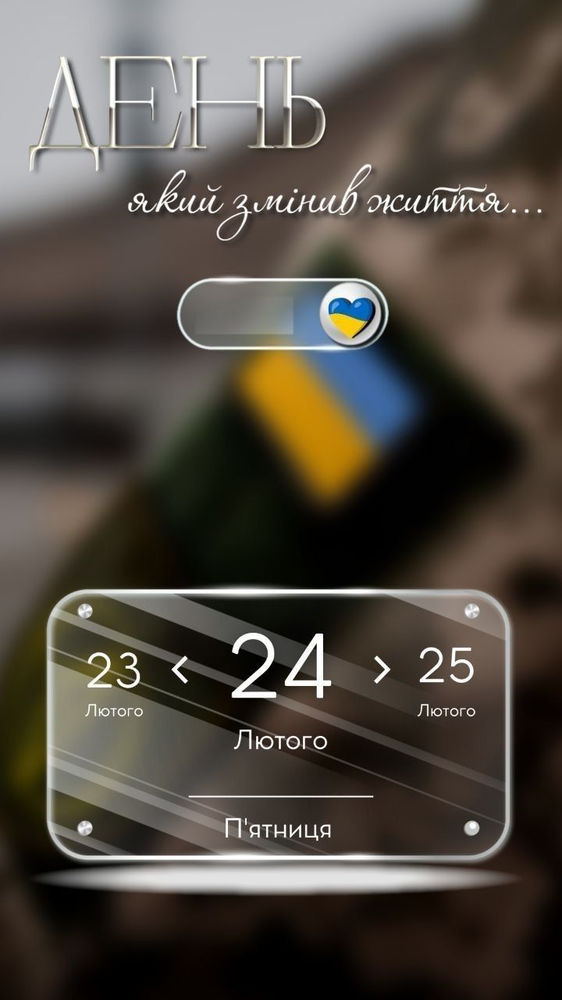 ДЕНЬ
який змінив життя...
23 < 24 > 25
Лютого Лютого Лютого
П'ятниця